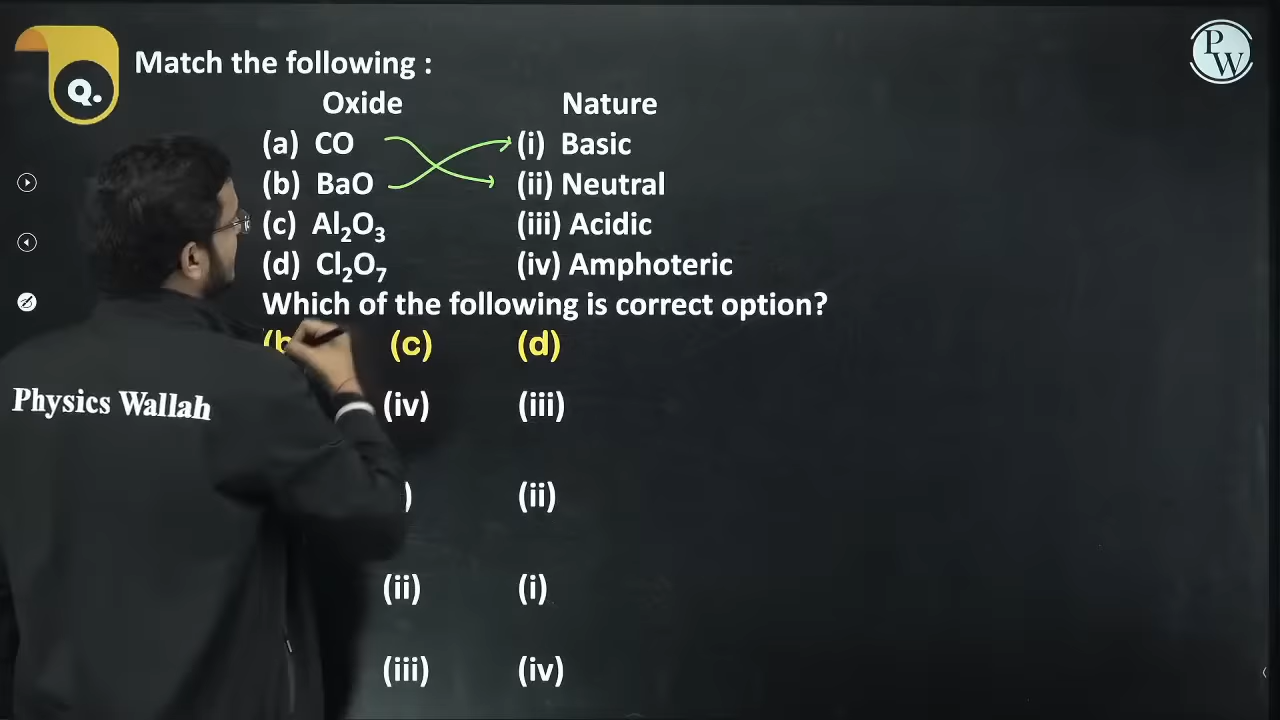 Q.
Match the following :
P
W
Oxide Nature
(a) CO (i) Basic
(b) BaO (ii) Neutral
(c) Al₂O₃ (iii) Acidic
(d) Cl₂O₇ (iv) Amphoteric
Which of the following is correct option?
(c) (d)
Physics Wallah
(iv) (iii)
(ii)
(ii) (i)
(iii) (iv)